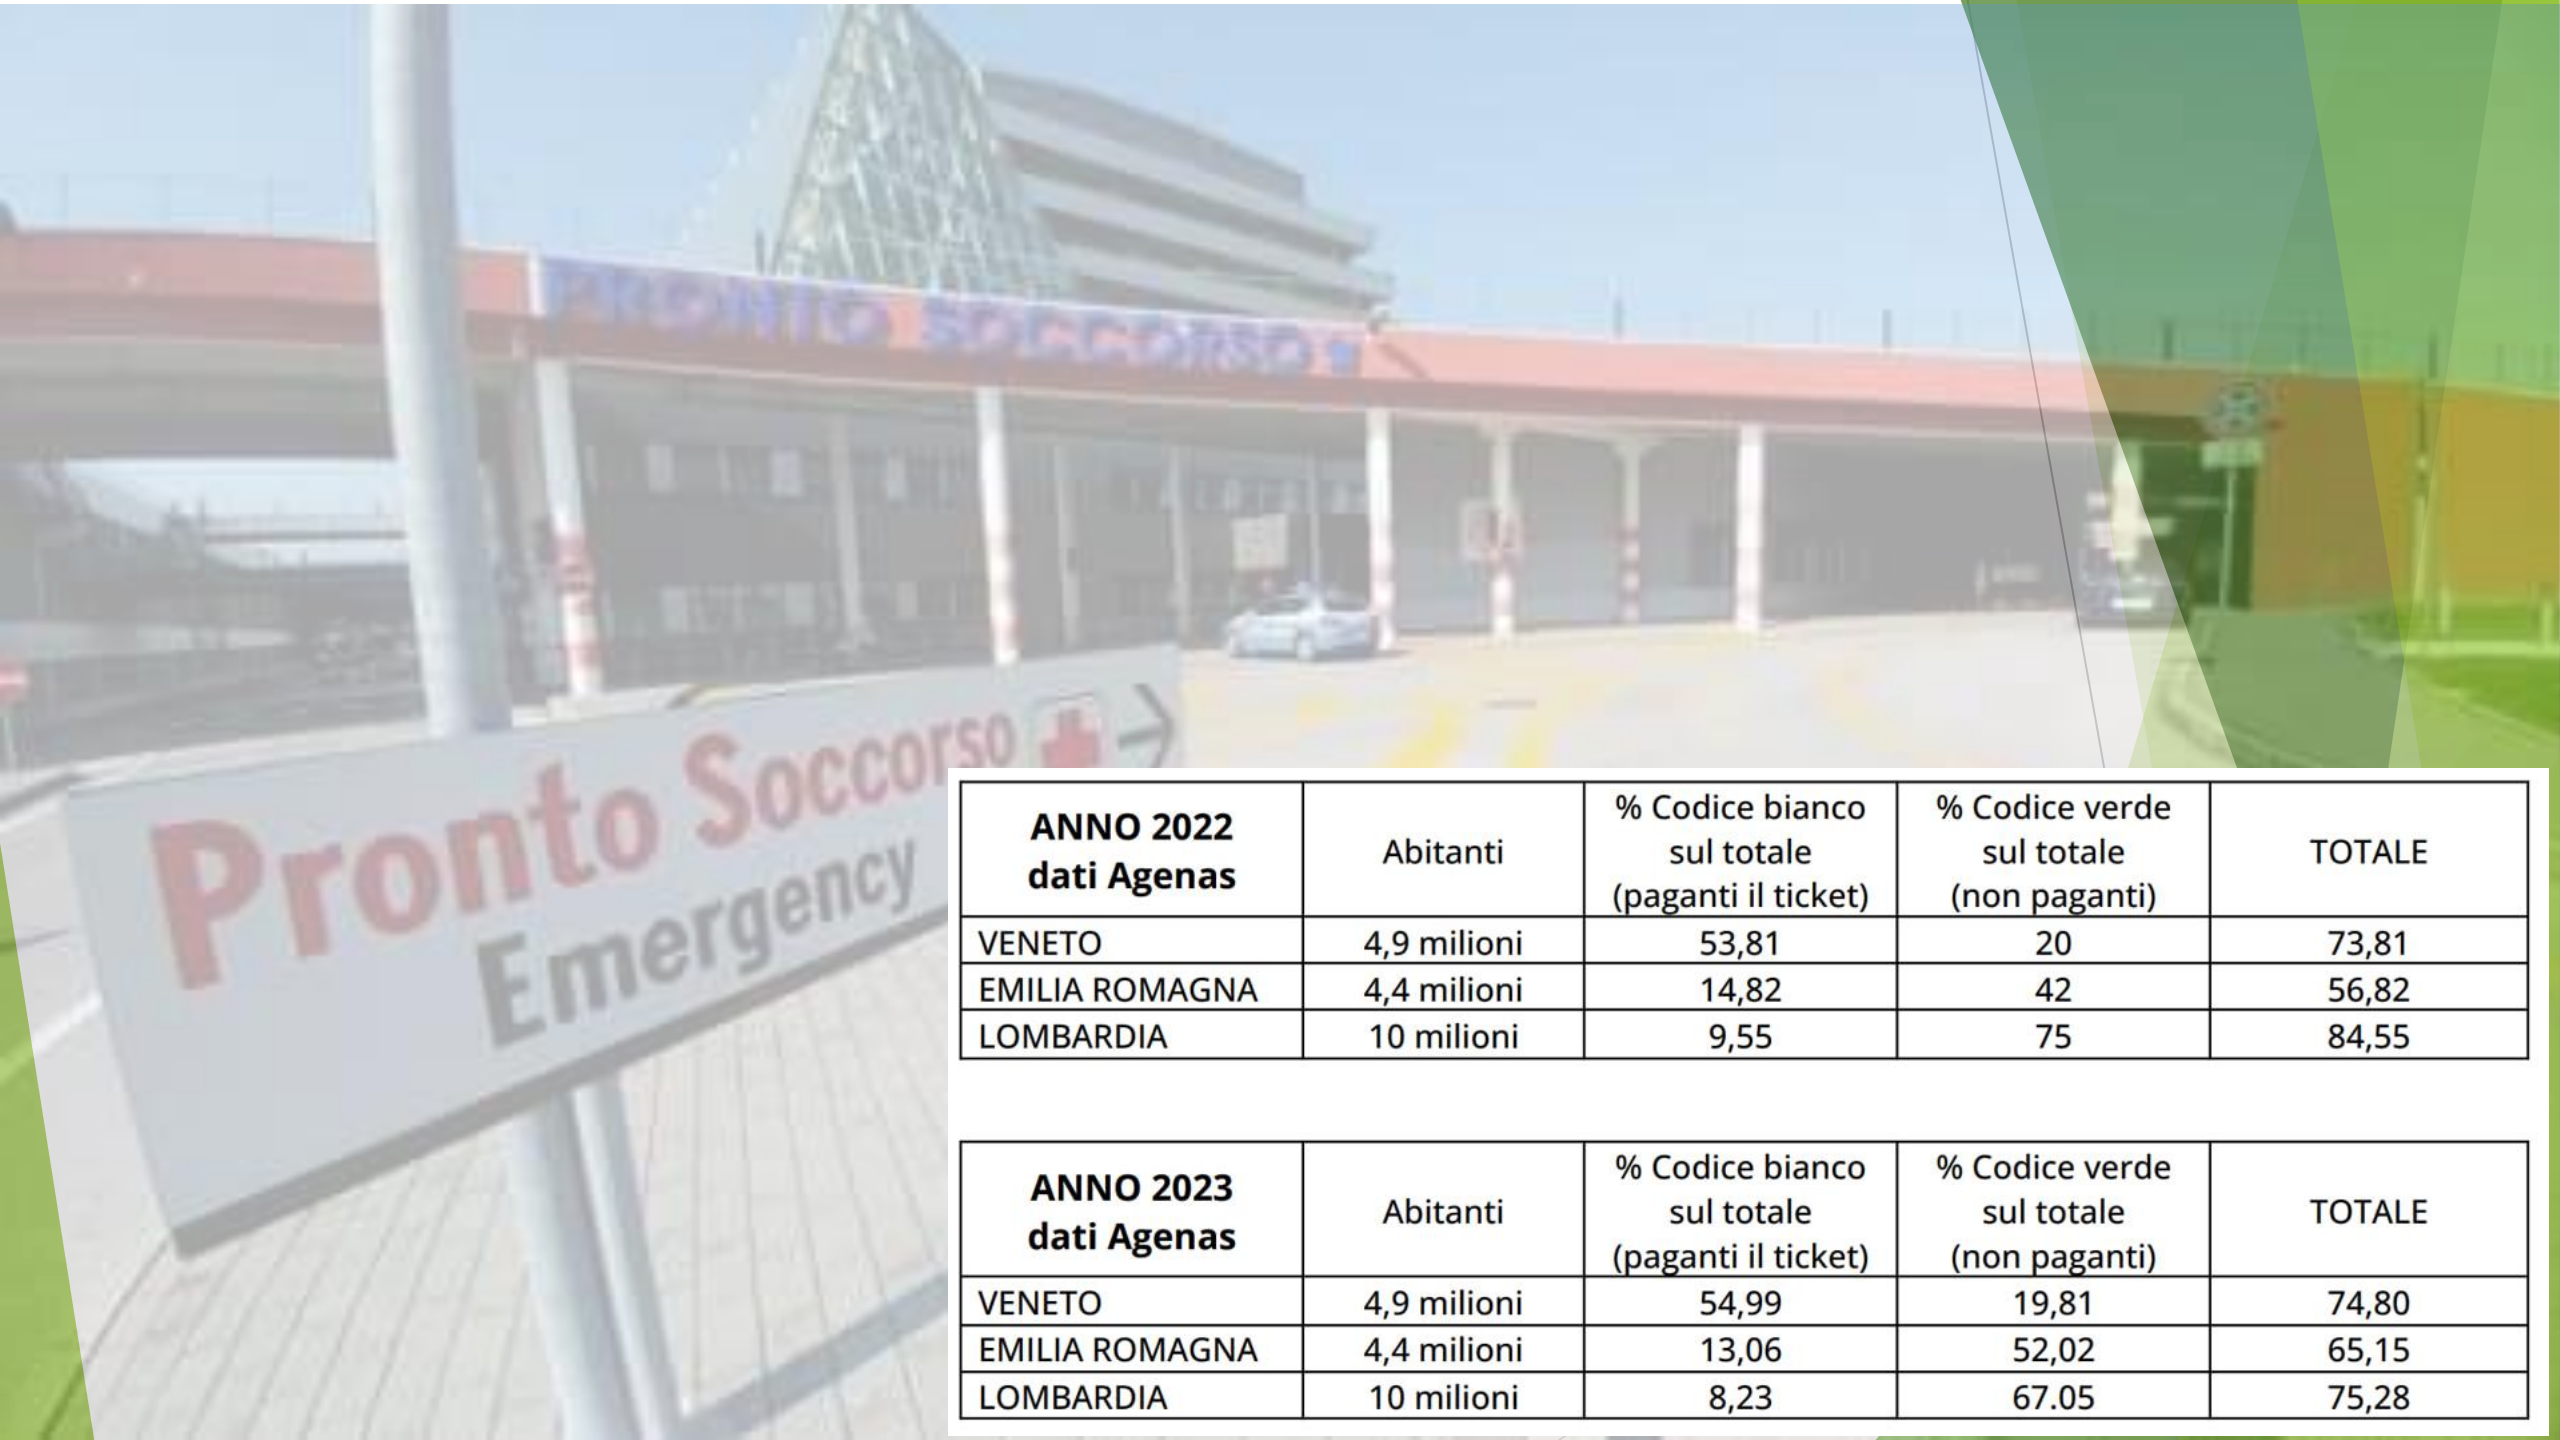 PRONTO SOCCORSO
Pronto Soccorso
Emergency
ANNO 2022
dati Agenas
Abitanti
% Codice bianco
sul totale
(paganti il ticket)
% Codice verde
sul totale
(non paganti)
TOTALE
VENETO 4,9 milioni 53,81 20 73,81
EMILIA ROMAGNA 4,4 milioni 14,82 42 56,82
LOMBARDIA 10 milioni 9,55 75 84,55
ANNO 2023
dati Agenas
Abitanti
% Codice bianco
sul totale
(paganti il ticket)
% Codice verde
sul totale
(non paganti)
TOTALE
VENETO 4,9 milioni 54,99 19,81 74,80
EMILIA ROMAGNA 4,4 milioni 13,06 52,02 65,15
LOMBARDIA 10 milioni 8,23 67.05 75,28